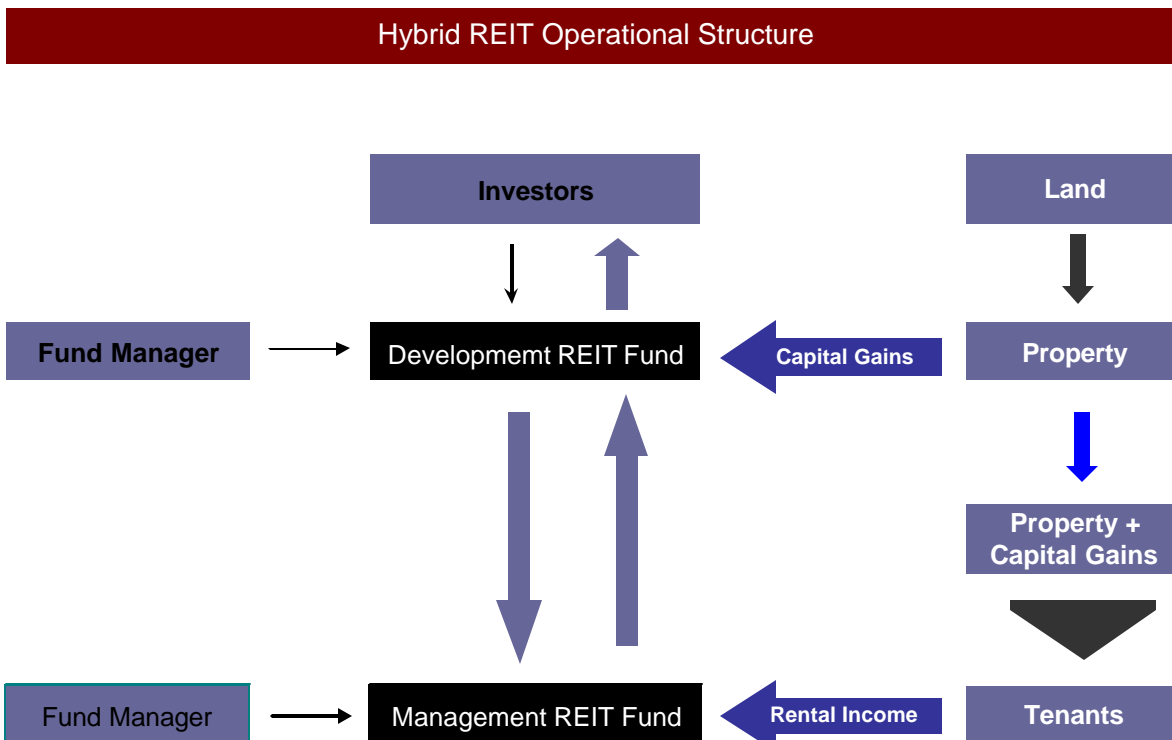 Hybrid REIT Operational Structure
Investors
Land
Fund Manager
Developmemt REIT Fund
Capital Gains
Property
Property +
Capital Gains
Fund Manager
Management REIT Fund
Rental Income
Tenants